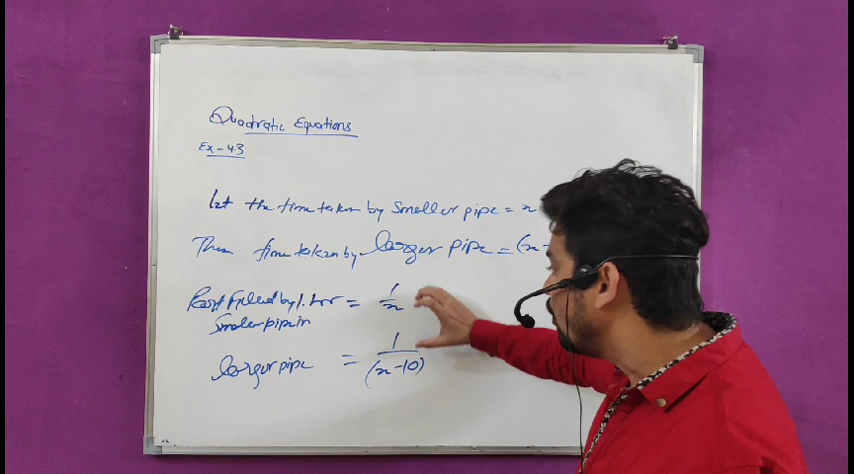 Quadratic Equations
Ex-4.3
Let the time taken by Smaller pipe = x
Then time taken by larger pipe = (x-
Part filled by 1 hr = 1/x
Smaler pipe in
larger pipe = 1/(x-10)